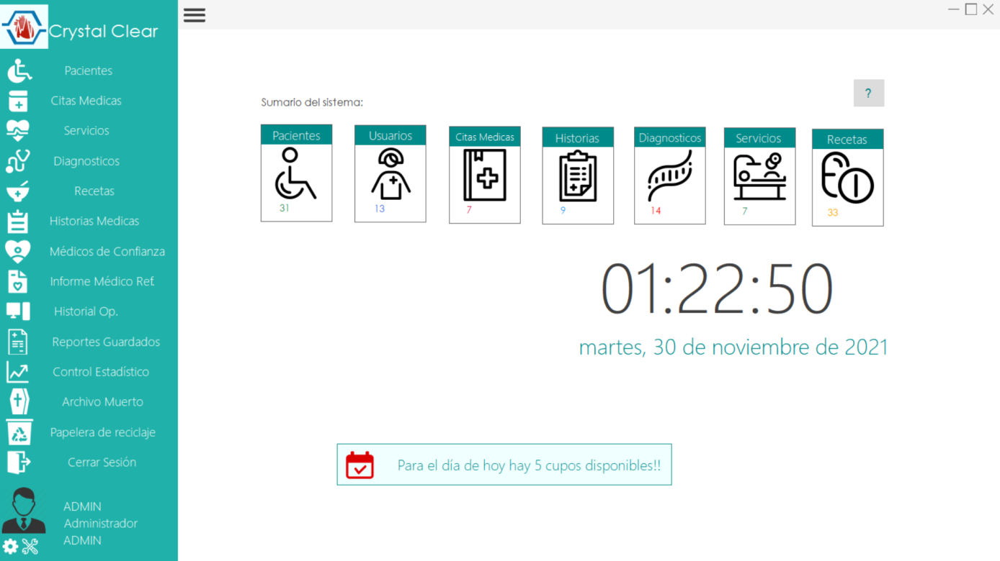 Crystal Clear
Pacientes
Citas Medicas
Servicios
Diagnosticos
Recetas
Historias Medicas
Médicos de Confianza
Informe Médico Ref.
Historial Op.
Reportes Guardados
Control Estadístico
Archivo Muerto
Papelera de reciclaje
Cerrar Sesión
ADMIN
Administrador
ADMIN
?
Sumario del sistema:
Pacientes
31
Usuarios
13
Citas Medicas
7
Historias
9
Diagnosticos
14
Servicios
7
Recetas
33
01:22:50
martes, 30 de noviembre de 2021
Para el día de hoy hay 5 cupos disponibles!!